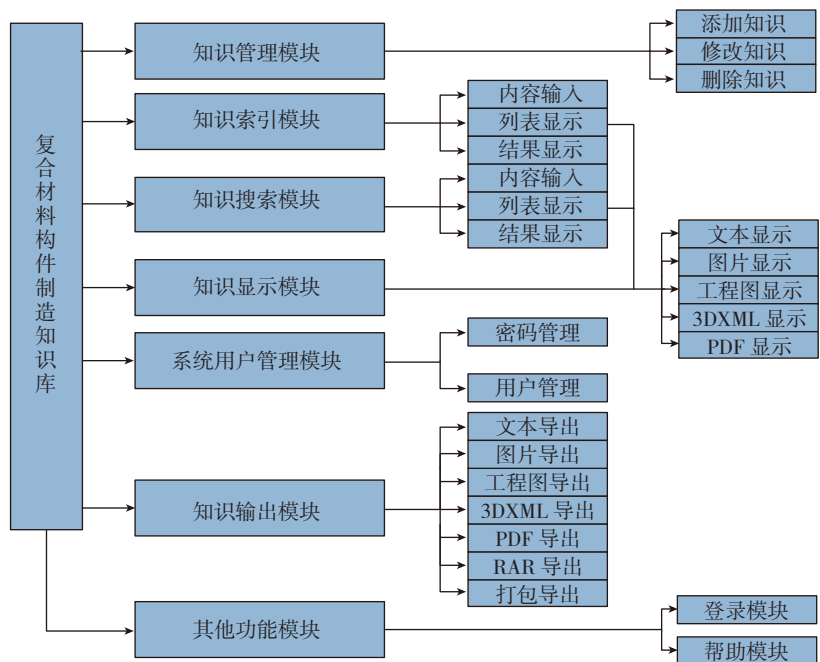 复合材料构件制造知识库
知识管理模块
添加知识
修改知识
删除知识
知识索引模块
内容输入
列表显示
结果显示
知识搜索模块
内容输入
列表显示
结果显示
知识显示模块
文本显示
图片显示
工程图显示
3DXML 显示
PDF 显示
系统用户管理模块
密码管理
用户管理
知识输出模块
文本导出
图片导出
工程图导出
3DXML 导出
PDF 导出
RAR 导出
打包导出
其他功能模块
登录模块
帮助模块